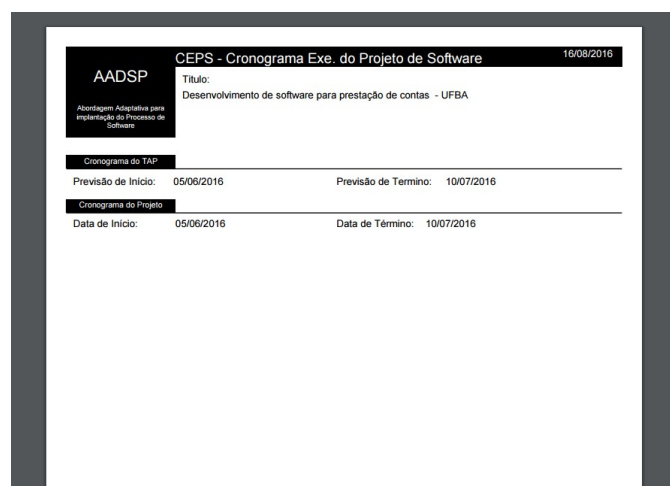 CEPS - Cronograma Exe. do Projeto de Software
16/08/2016
AADSP
Abordagem Adaptativa para
implantação do Processo de
Software
Titulo:
Desenvolvimento de software para prestação de contas - UFBA
Cronograma do TAP
Previsão de Início: 05/06/2016 Previsão de Termino: 10/07/2016
Cronograma do Projeto
Data de Início: 05/06/2016 Data de Término: 10/07/2016